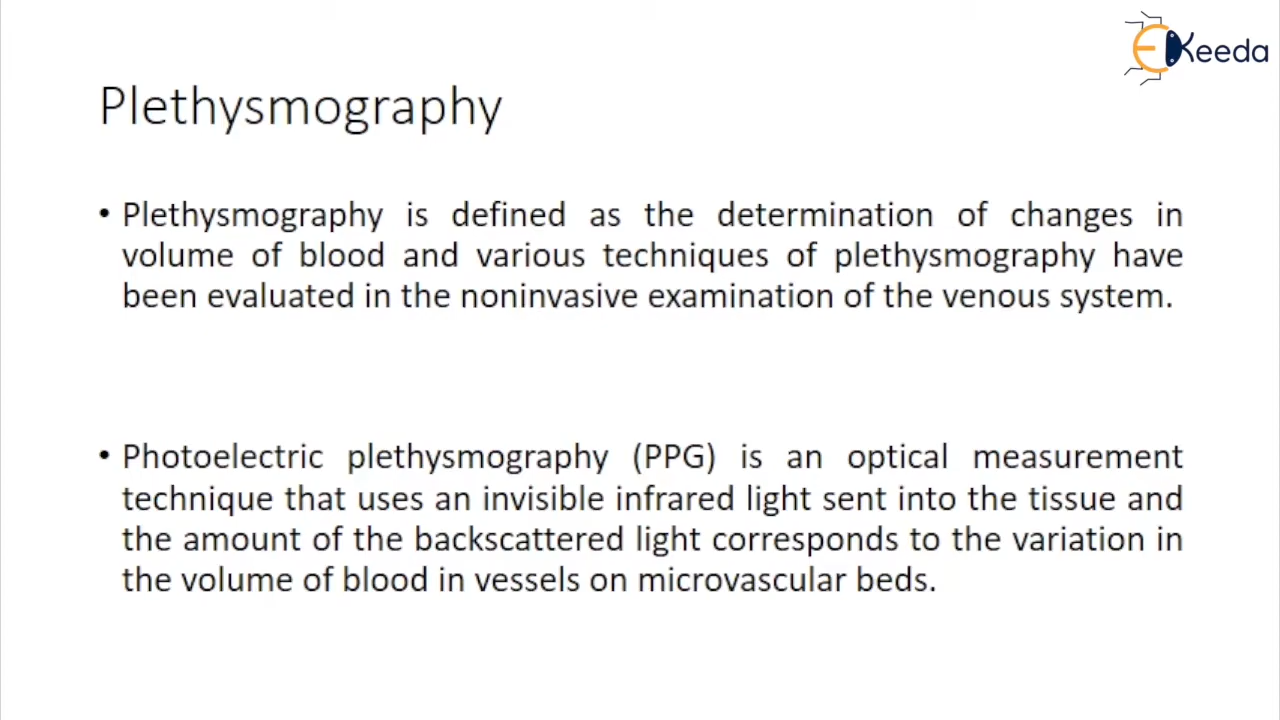 EKeeda
Plethysmography
• Plethysmography is defined as the determination of changes in
volume of blood and various techniques of plethysmography have
been evaluated in the noninvasive examination of the venous system.
• Photoelectric plethysmography (PPG) is an optical measurement
technique that uses an invisible infrared light sent into the tissue and
the amount of the backscattered light corresponds to the variation in
the volume of blood in vessels on microvascular beds.